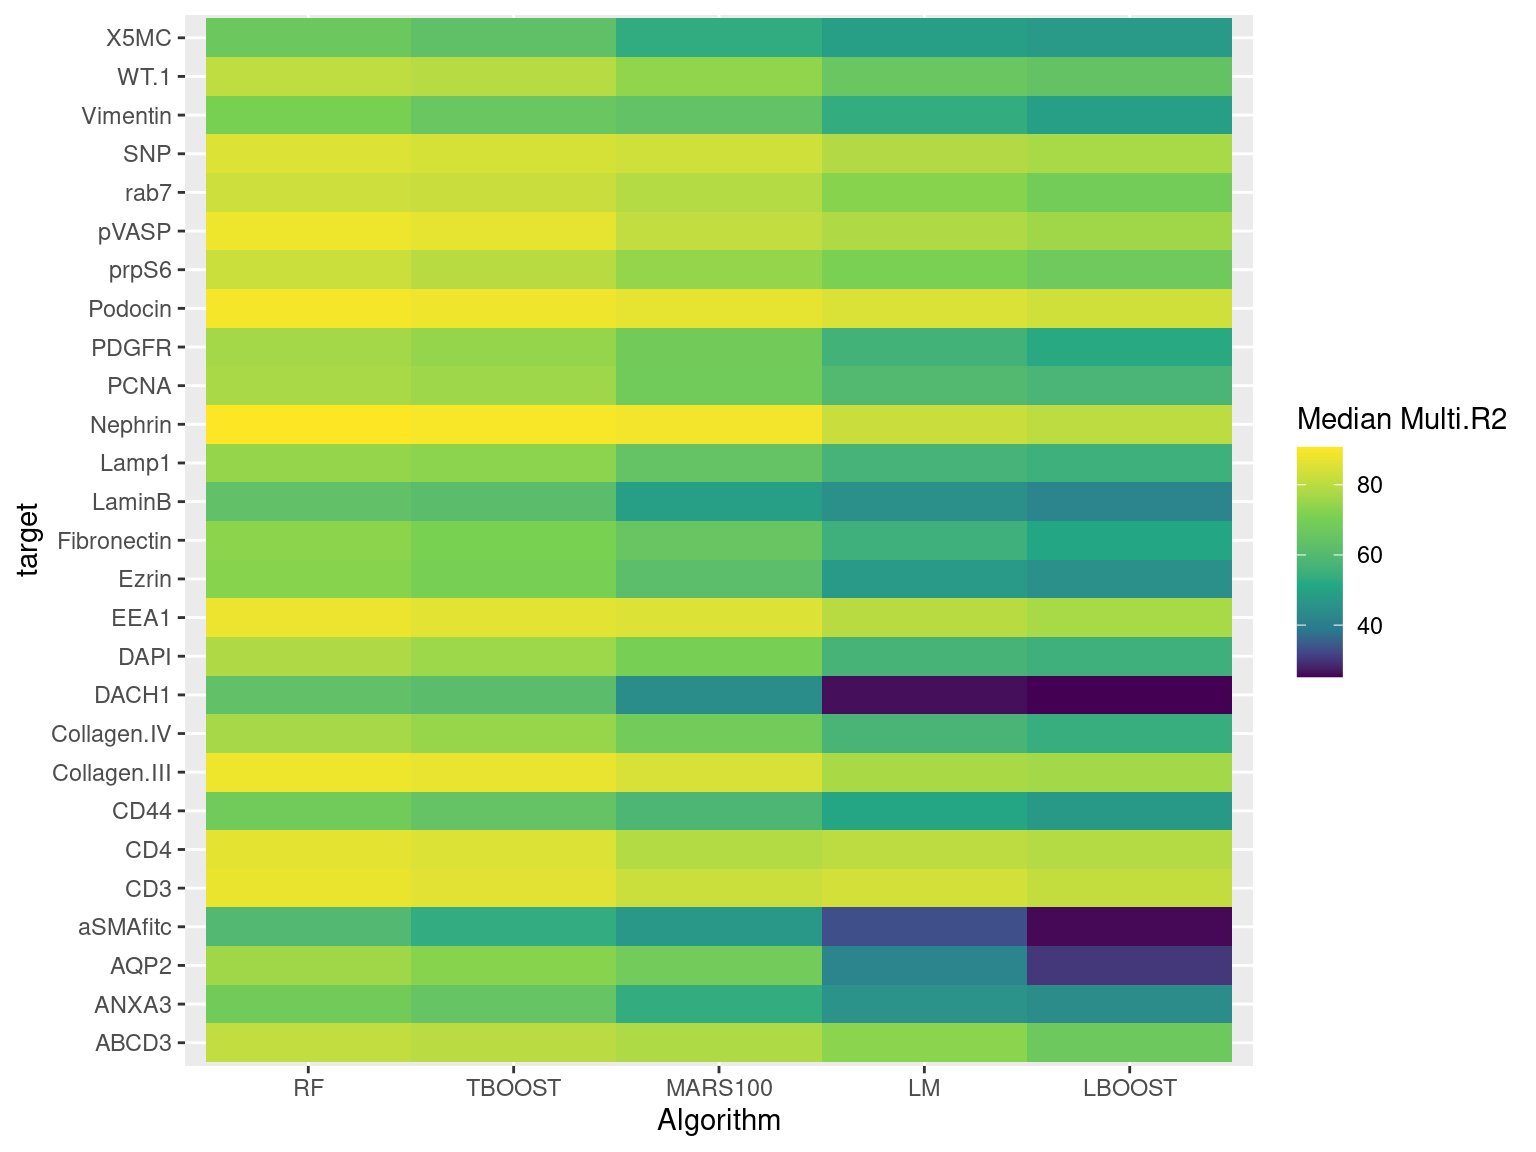 X5MC
WT.1
Vimentin
SNP
rab7
pVASP
prpS6
Podocin
PDGFR
PCNA
Nephrin
Lamp1
LaminB
Fibronectin
Ezrin
EEA1
DAPI
DACH1
Collagen.IV
Collagen.III
CD44
CD4
CD3
aSMAfitc
AQP2
ANXA3
ABCD3
target
RF TBOOST MARS100 LM LBOOST
Algorithm
Median Multi.R2
80
60
40